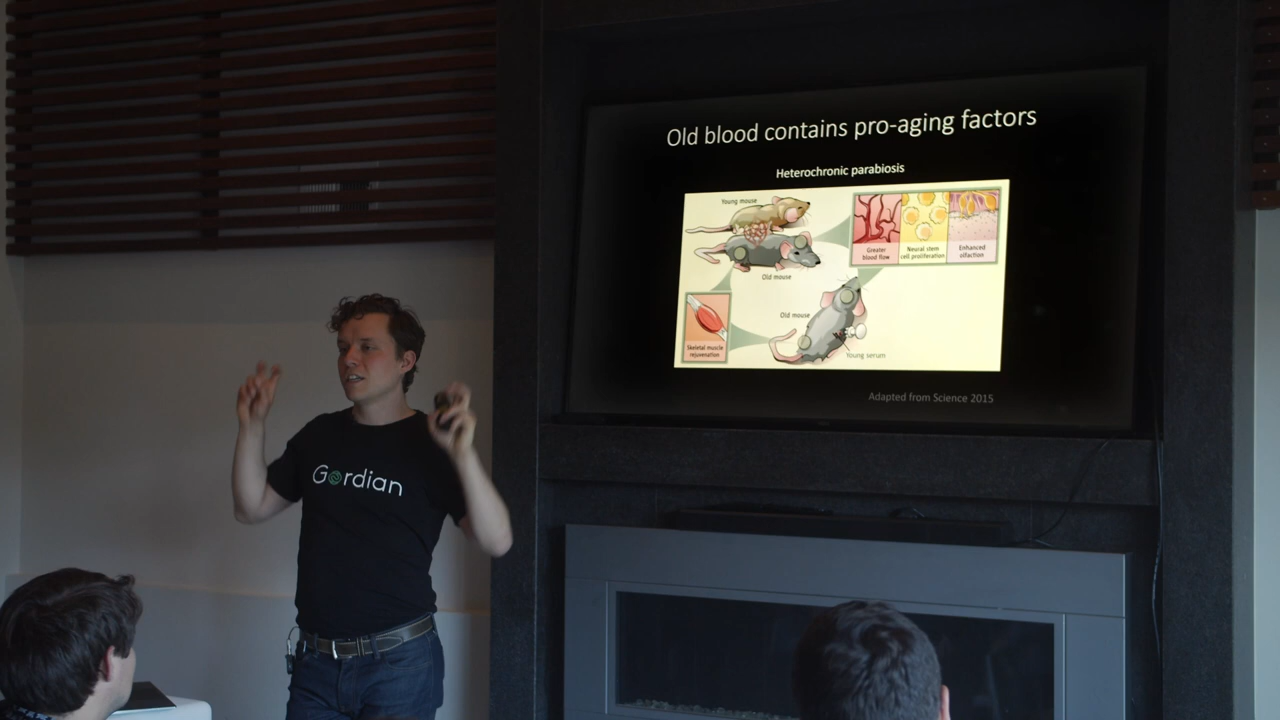 Old blood contains pro-aging factors
Heterochronic parabiosis
Young mouse
Old mouse
Greater
blood flow
Neural stem
cell proliferation
Enhanced
olfaction
Skeletal muscle
rejuvenation
Old mouse
Young serum
Adapted from Science 2015
Gordian